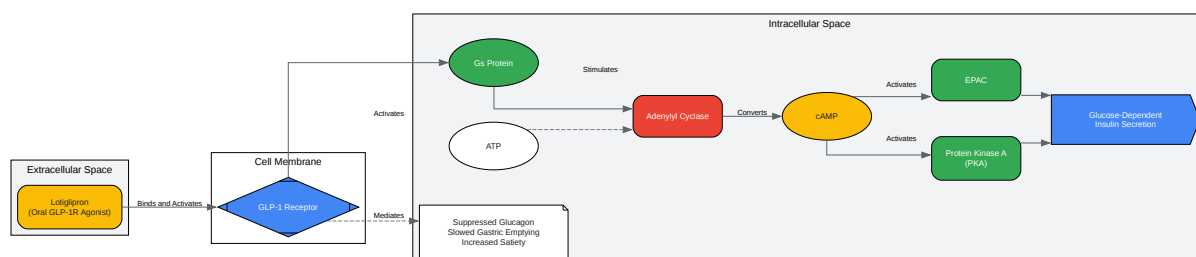 Intracellular Space
Gs Protein
Stimulates
EPAC
Activates
Activates
Adenylyl Cyclase
Converts
cAMP
Glucose-Dependent
Insulin Secretion
ATP
Activates
Protein Kinase A
(PKA)
Extracellular Space
Cell Membrane
Lotiglipron
(Oral GLP-1R Agonist)
Binds and Activates
GLP-1 Receptor
Mediates
Suppressed Glucagon
Slowed Gastric Emptying
Increased Satiety